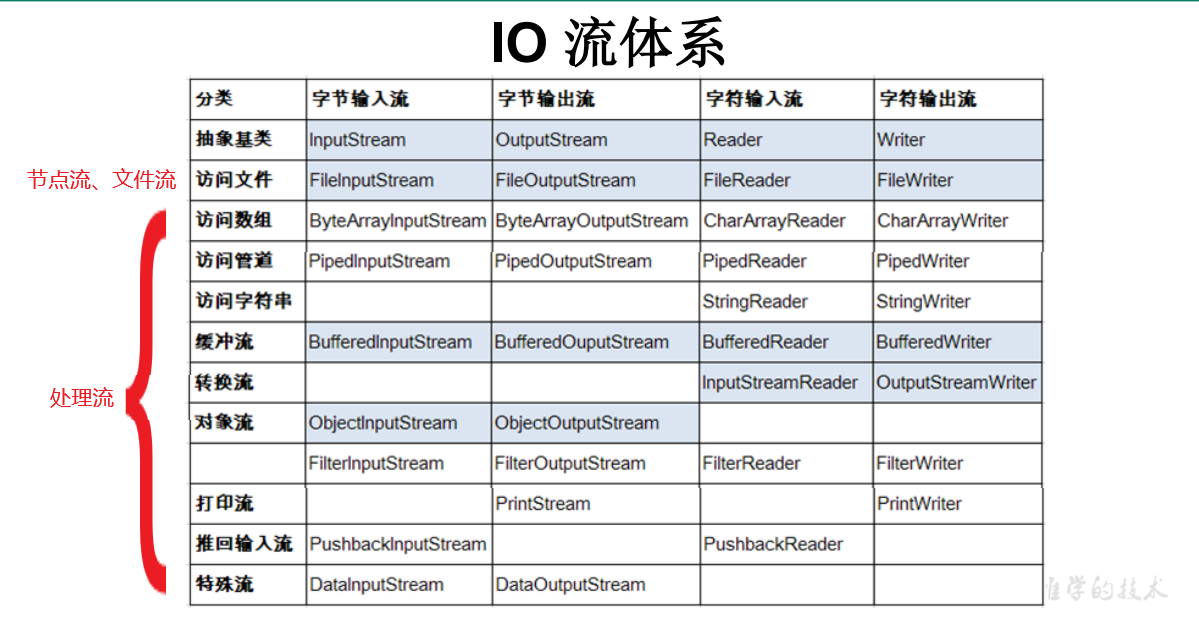 IO 流体系
分类 字节输入流 字节输出流 字符输入流 字符输出流
抽象基类 InputStream OutputStream Reader Writer
节点流、文件流 访问文件 FileInputStream FileOutputStream FileReader FileWriter
访问数组 ByteArrayInputStream ByteArrayOutputStream CharArrayReader CharArrayWriter
访问管道 PipedInputStream PipedOutputStream PipedReader PipedWriter
访问字符串 StringReader StringWriter
缓冲流 BufferedInputStream BufferedOuputStream BufferedReader BufferedWriter
处理流 转换流 InputStreamReader OutputStreamWriter
对象流 ObjectInputStream ObjectOutputStream
FilterInputStream FilterOutputStream FilterReader FilterWriter
打印流 PrintStream PrintWriter
推回输入流 PushbackInputStream PushbackReader
特殊流 DataInputStream DataOutputStream
学的技术